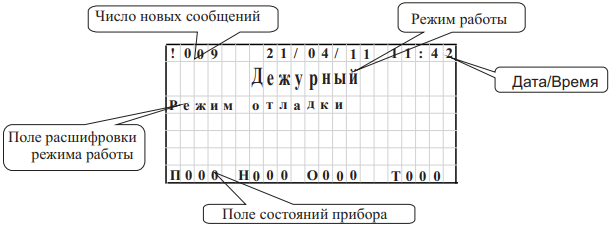 Число новых сообщений
Режим работы
! 009 21/04/11 11:42
Дежурный
Дата/Время
Режим отладки
Поле расшифровки
режима работы
П000 Н000 О000 Т000
Поле состояний прибора